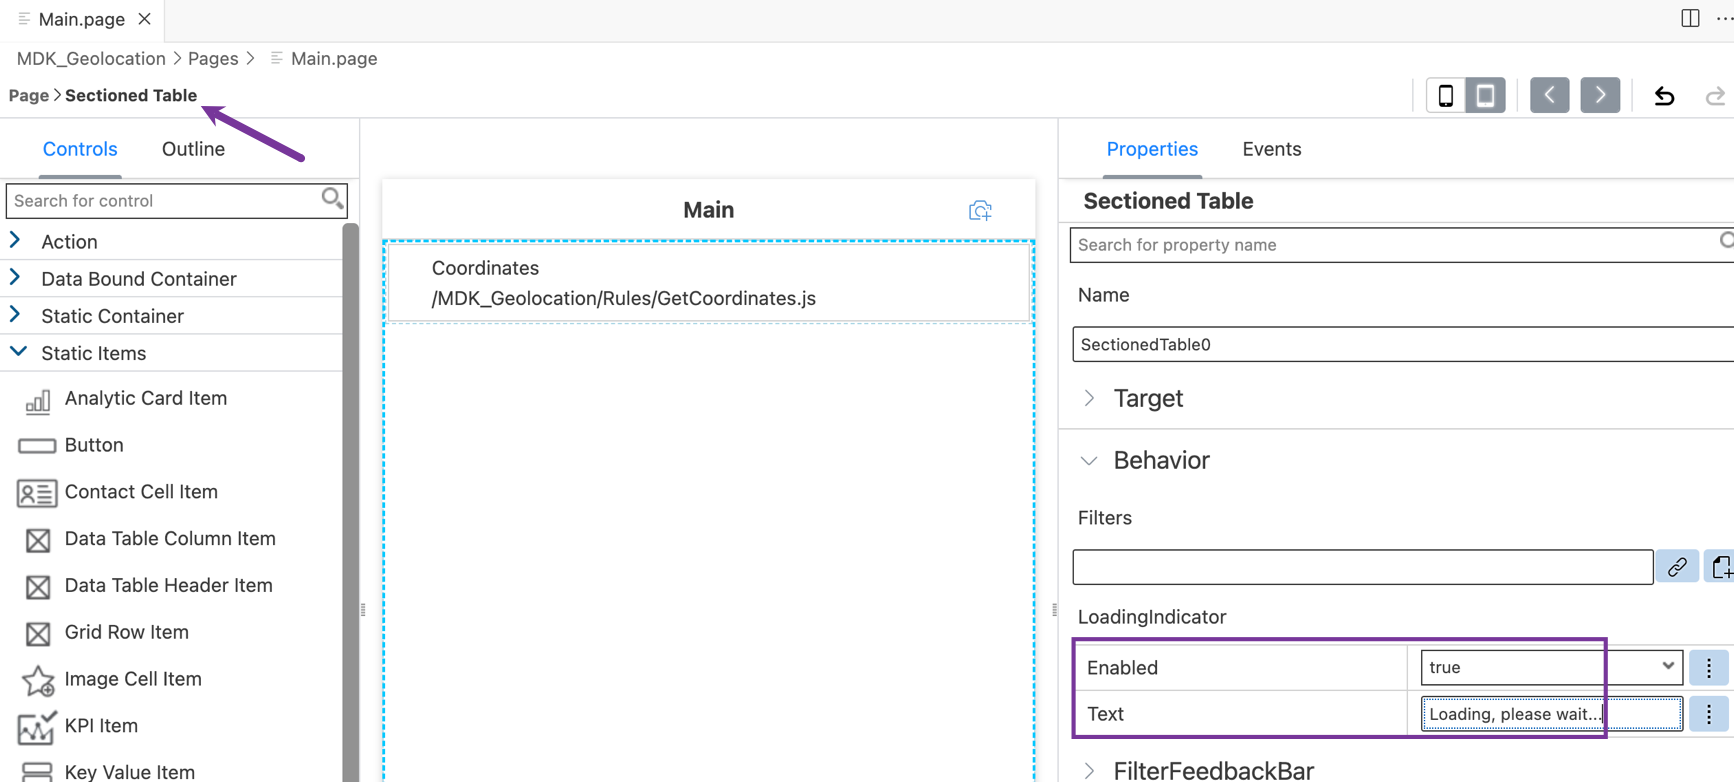 Main.page
MDK_Geolocation > Pages > Main.page
Page > Sectioned Table
Controls
Outline
Search for control
Action
Data Bound Container
Static Container
Static Items
Analytic Card Item
Button
Contact Cell Item
Data Table Column Item
Data Table Header Item
Grid Row Item
Image Cell Item
KPI Item
Key Value Item
Main
Coordinates
/MDK_Geolocation/Rules/GetCoordinates.js
Properties
Events
Sectioned Table
Search for property name
Name
SectionedTable0
Target
Behavior
Filters
LoadingIndicator
Enabled
true
Text
Loading, please wait...
FilterFeedbackBar